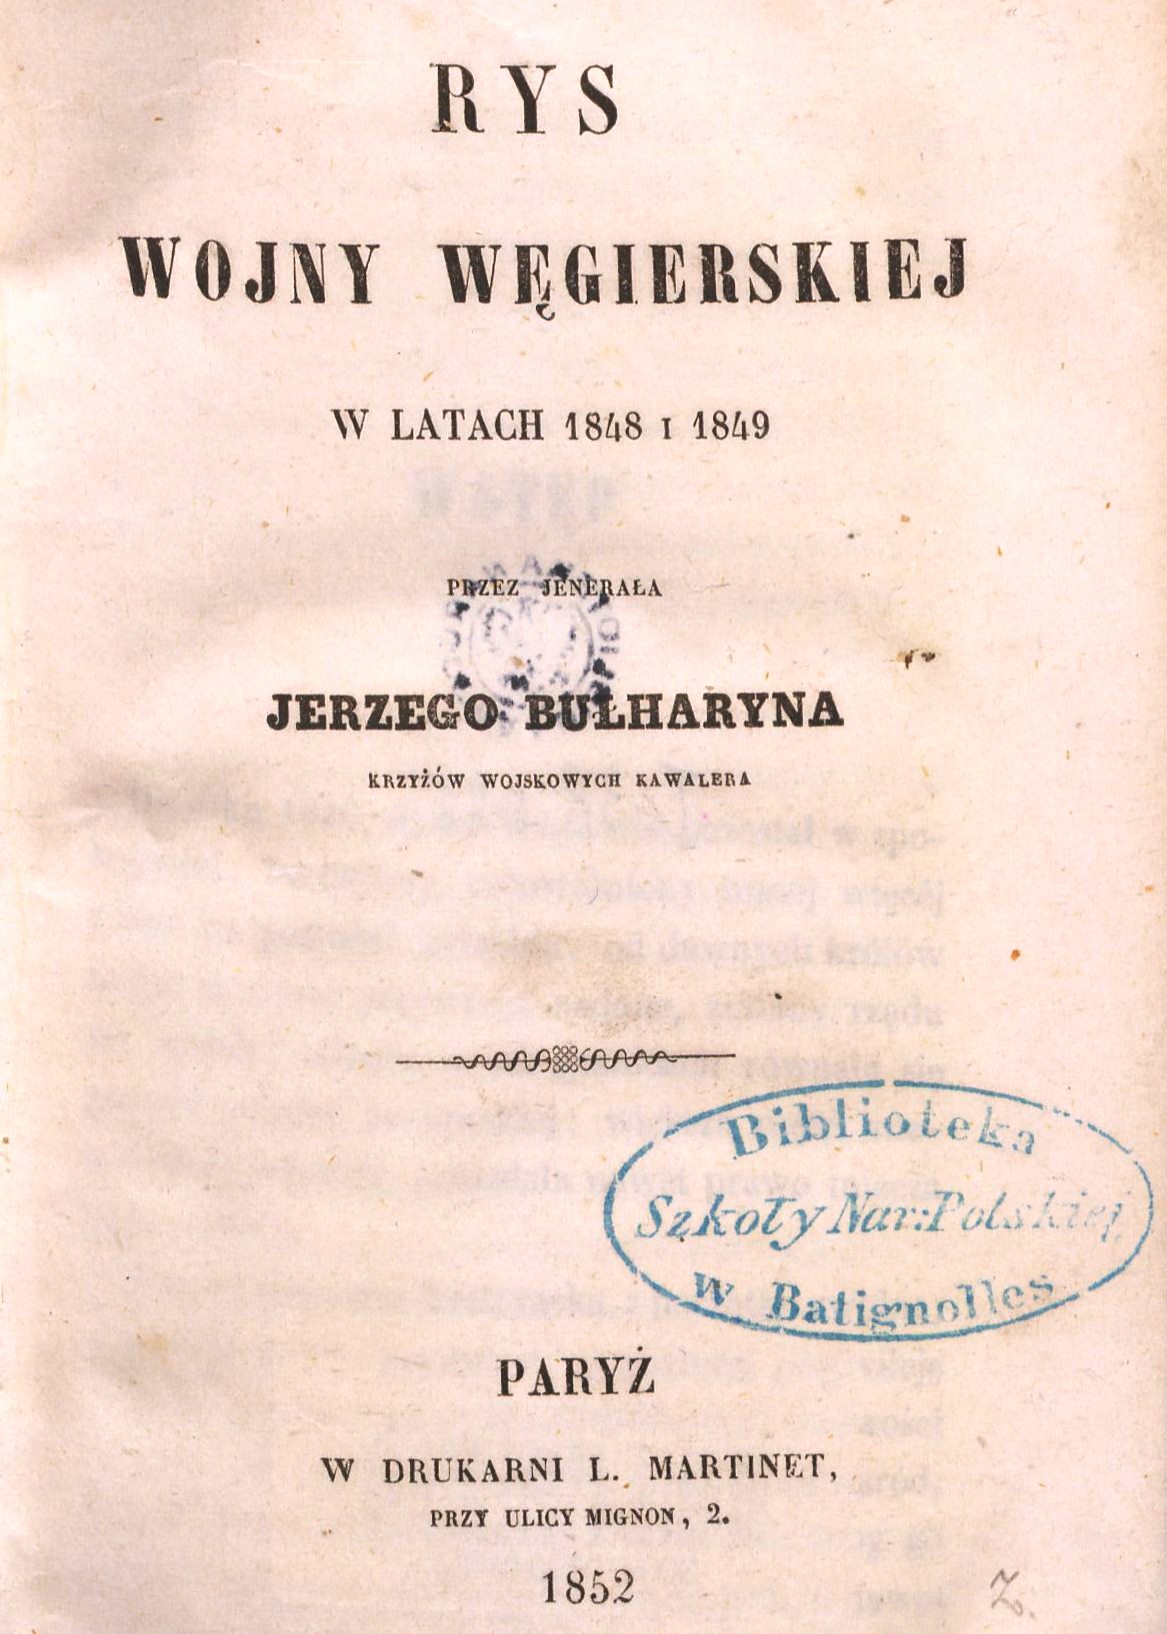 RYS
WOJNY WĘGIERSKIEJ
W LATACH 1848 I 1849
PRZEZ JENERAŁA
JERZEGO BUŁHARYNA
KRZYŻÓW WOJSKOWYCH KAWALERA
Biblioteka
Szkoły Nar: Polskiej
w Batignolles
PARYŻ
W DRUKARNI L. MARTINET,
PRZY ULICY MIGNON, 2.
1852
Z.